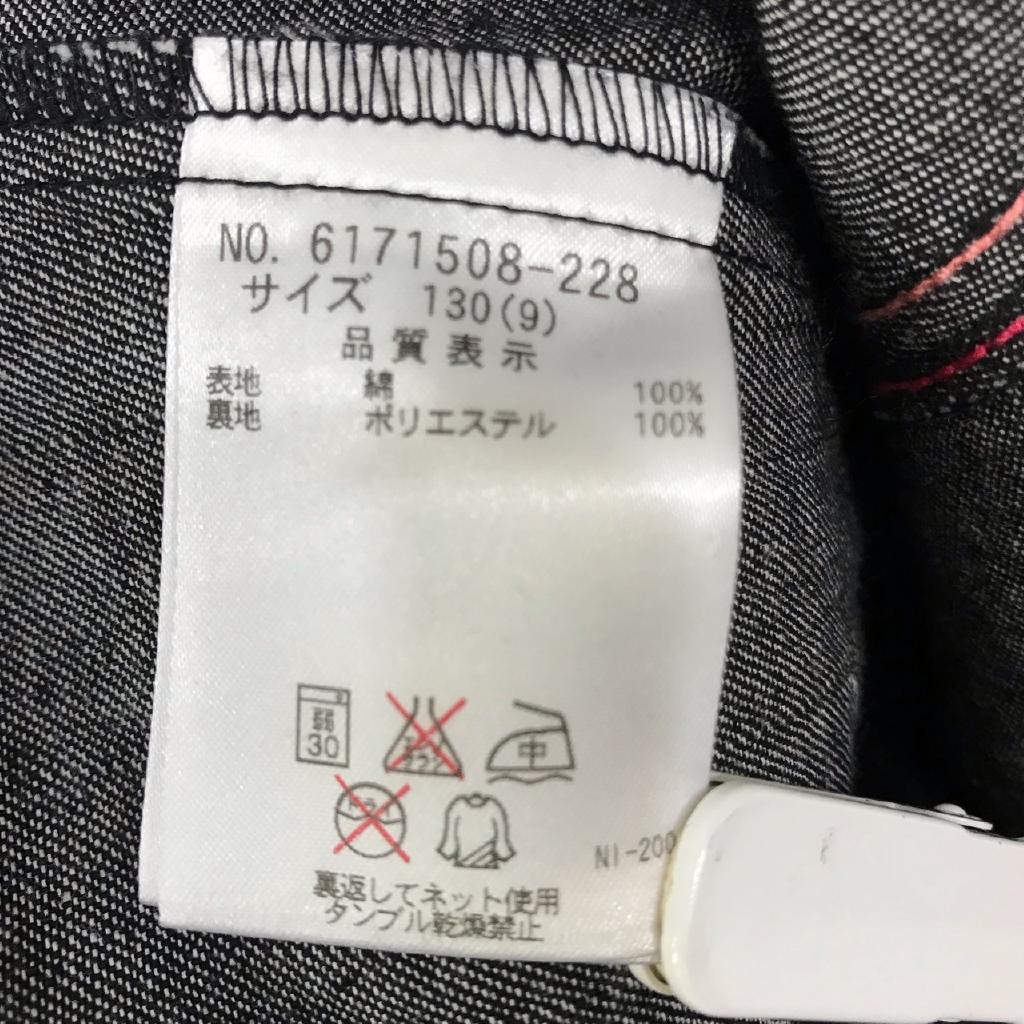 NO. 6171508-228
サイズ 130(9)
品質表示
表地 綿 100%
裏地 ポリエステル 100%
弱
30
中
NI-200
裏返してネット使用
タンブル乾燥禁止